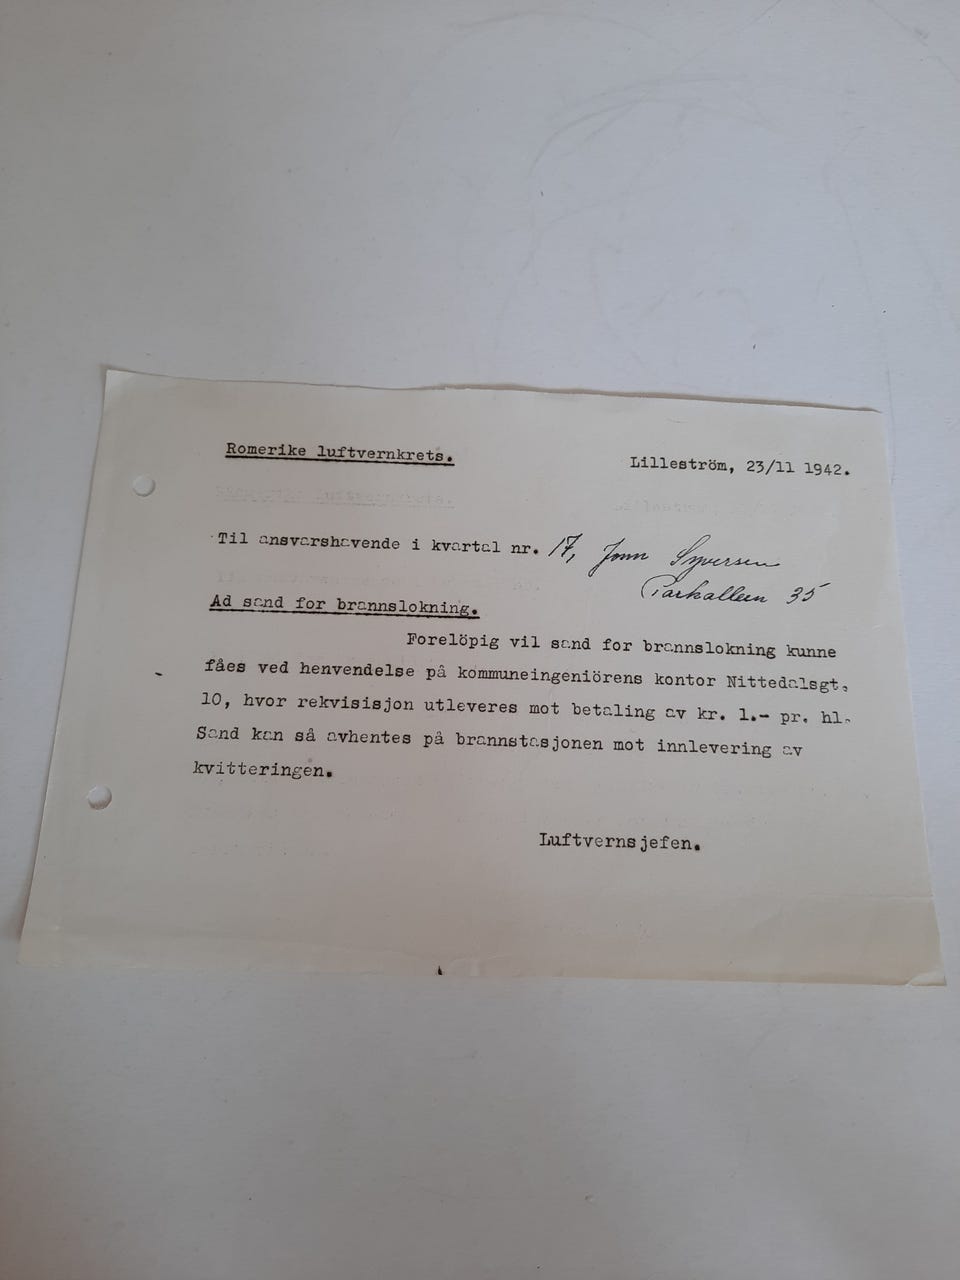 Romerike luftvernkrets.
Lilleström, 23/11 1942.
Til ansvarshavende i kvartal nr. 17, Syversen
Parkalleen 35
Ad sand for brannslokning.
Forelöpig vil sand for brannslokning kunne
fåes ved henvendelse på kommuneingeniörens kontor Nittedalsgt.
10, hvor rekvisisjon utleveres mot betaling av kr. 1.- pr. hl.
Sand kan så avhentes på brannstasjonen mot innlevering av
kvitteringen.
Luftvernsjefen.